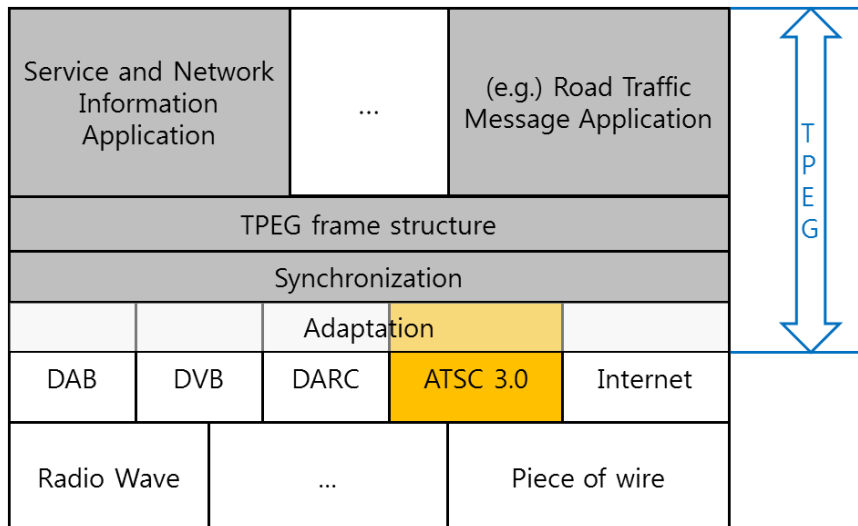 Service and Network
Information
Application
...
(e.g.) Road Traffic
Message Application
TPEG frame structure
Synchronization
Adaptation
DAB
DVB
DARC
ATSC 3.0
Internet
Radio Wave
...
Piece of wire
T
P
E
G